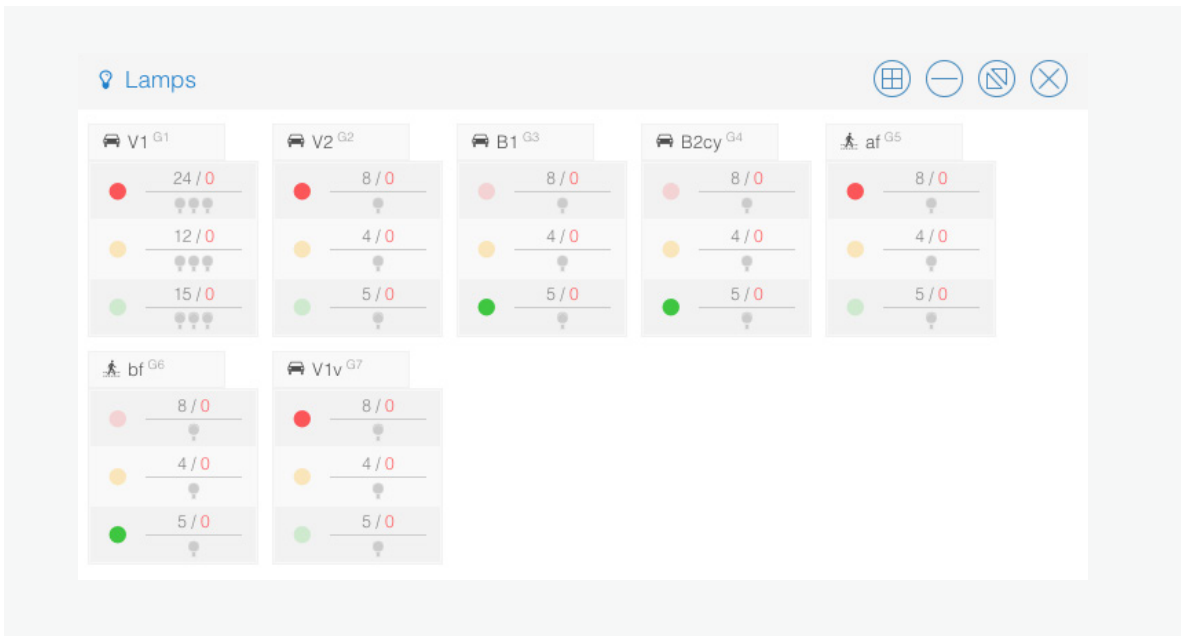 Lamps
V1 G1 V2 G2 B1 G3 B2cy G4 af G5
24 / 0 8 / 0 8 / 0 8 / 0 8 / 0
12 / 0 4 / 0 4 / 0 4 / 0 4 / 0
15 / 0 5 / 0 5 / 0 5 / 0 5 / 0
bf G6 V1v G7
8 / 0 8 / 0
4 / 0 4 / 0
5 / 0 5 / 0